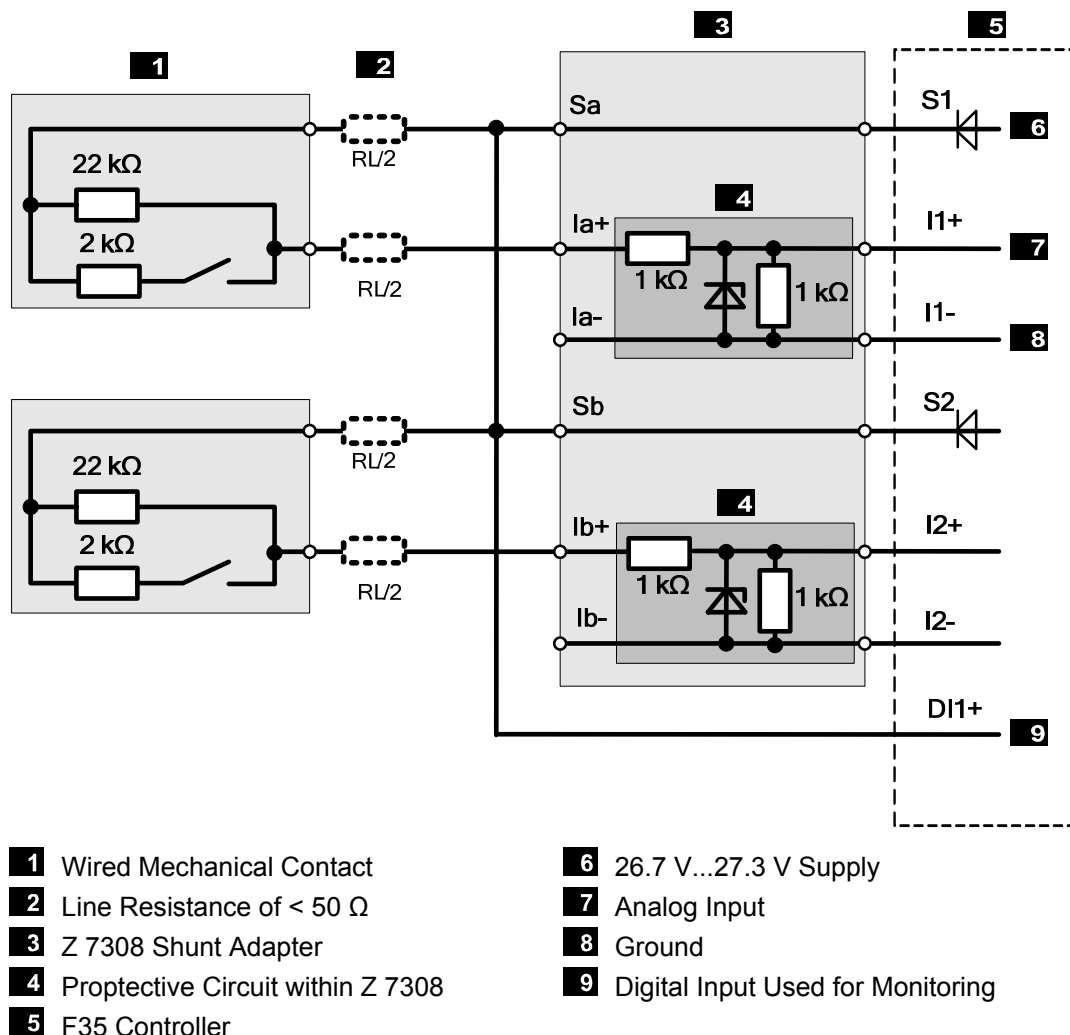 3
5
1
2
Sa
S1
6
RL/2
22 kΩ
4
2 kΩ
Ia+
I1+
7
RL/2
1 kΩ
1 kΩ
Ia-
I1-
8
Sb
S2
RL/2
22 kΩ
4
2 kΩ
Ib+
I2+
RL/2
1 kΩ
1 kΩ
Ib-
I2-
DI1+
9
1 Wired Mechanical Contact
2 Line Resistance of < 50 Ω
3 Z 7308 Shunt Adapter
4 Proptective Circuit within Z 7308
5 F35 Controller
6 26.7 V...27.3 V Supply
7 Analog Input
8 Ground
9 Digital Input Used for Monitoring